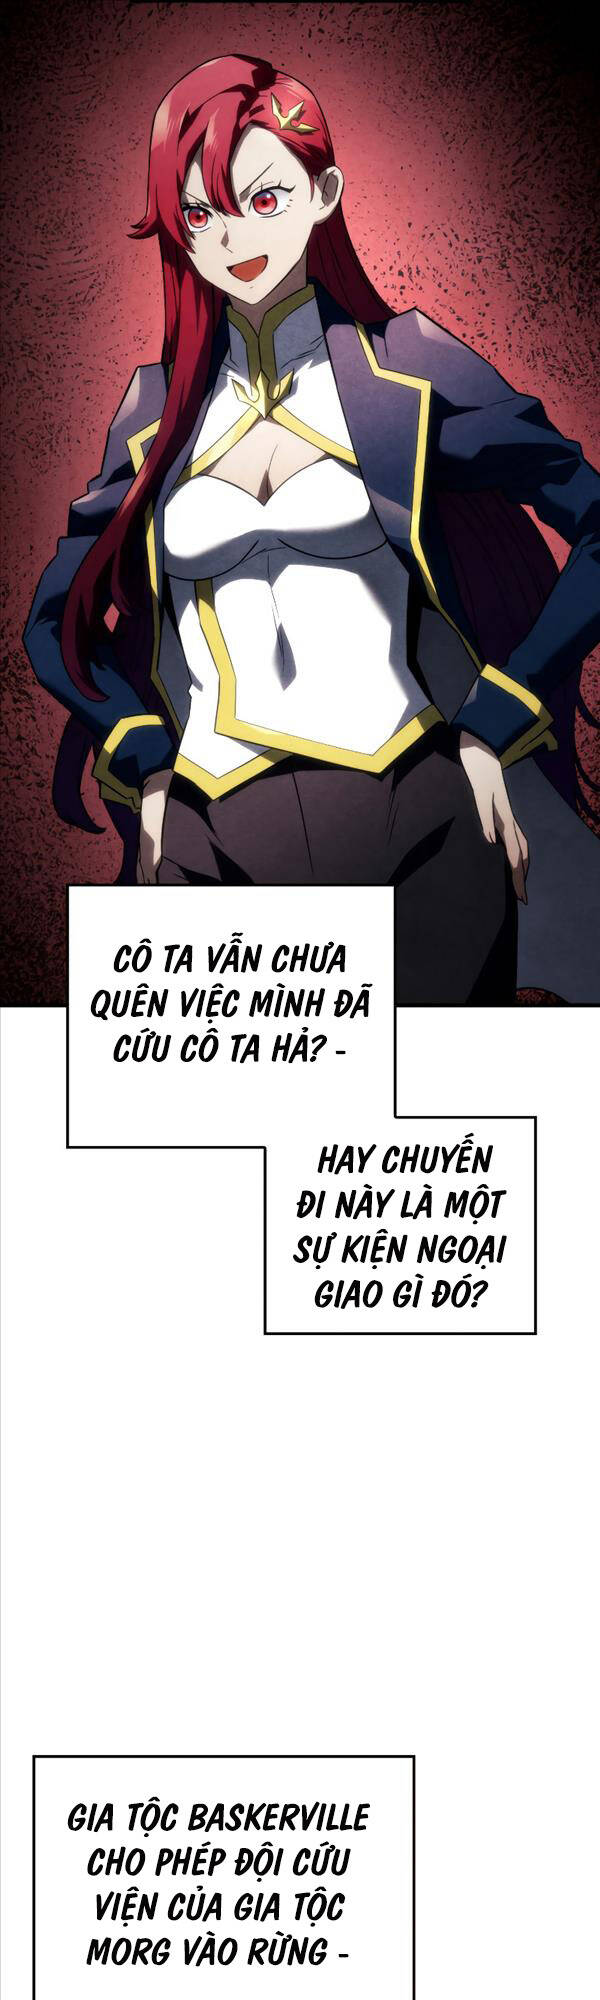 CÔ TA VẪN CHƯA
QUÊN VIỆC MÌNH ĐÃ
CỨU CÔ TA HẢ? -
HAY CHUYẾN
ĐI NÀY LÀ MỘT
SỰ KIỆN NGOẠI
GIAO GÌ ĐÓ?
GIA TỘC BASKERVILLE
CHO PHÉP ĐỘI CỨU
VIỆN CỦA GIA TỘC
MORG VÀO RỪNG -